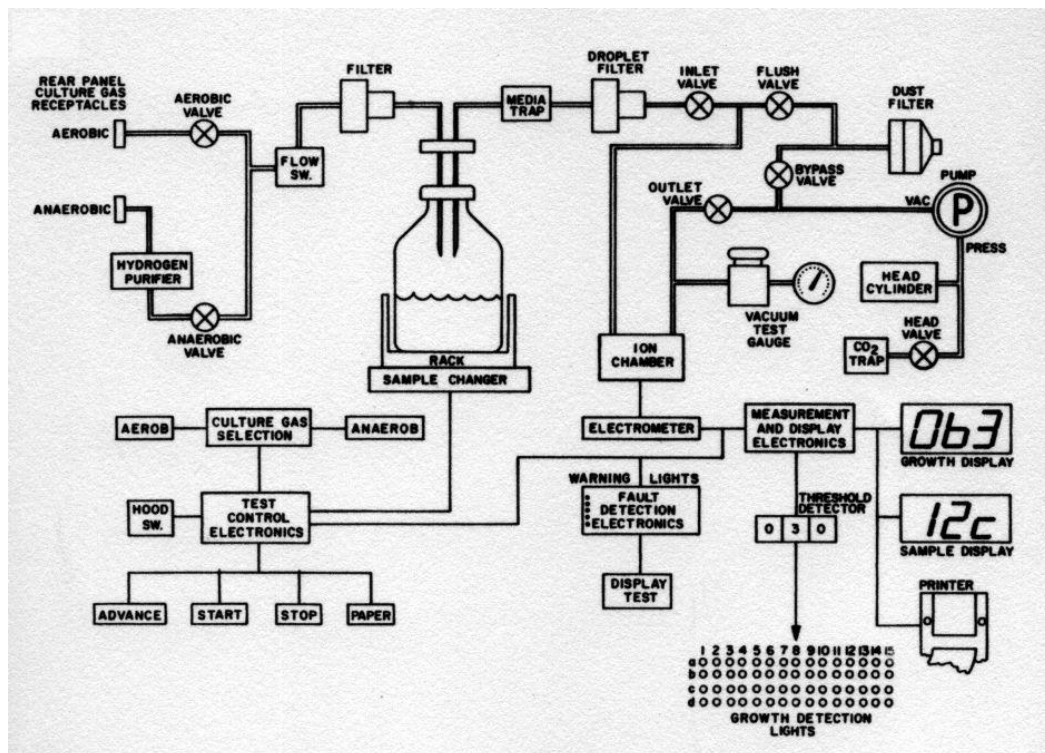 REAR PANEL
CULTURE GAS
RECEPTACLES
AEROBIC
AEROBIC
VALVE
ANAEROBIC
HYDROGEN
PURIFIER
ANAEROBIC
VALVE
FLOW
SW.
FILTER
MEDIA
TRAP
DROPLET
FILTER
INLET
VALVE
FLUSH
VALVE
DUST
FILTER
BYPASS
VALVE
OUTLET
VALVE
VAC
PUMP
P
PRESS
HEAD
CYLINDER
HEAD
VALVE
CO2
TRAP
VACUUM
TEST
GAUGE
ION
CHAMBER
RACK
SAMPLE CHANGER
AEROB
CULTURE GAS
SELECTION
ANAEROB
HOOD
SW.
TEST
CONTROL
ELECTRONICS
ADVANCE
START
STOP
PAPER
ELECTROMETER
MEASUREMENT
AND DISPLAY
ELECTRONICS
WARNING LIGHTS
FAULT
DETECTION
ELECTRONICS
DISPLAY
TEST
THRESHOLD
DETECTOR
0 3 0
0b3
GROWTH DISPLAY
12c
SAMPLE DISPLAY
PRINTER
1 2 3 4 5 6 7 8 9 10 11 12 13 14 15
a
b
c
d
GROWTH DETECTION
LIGHTS